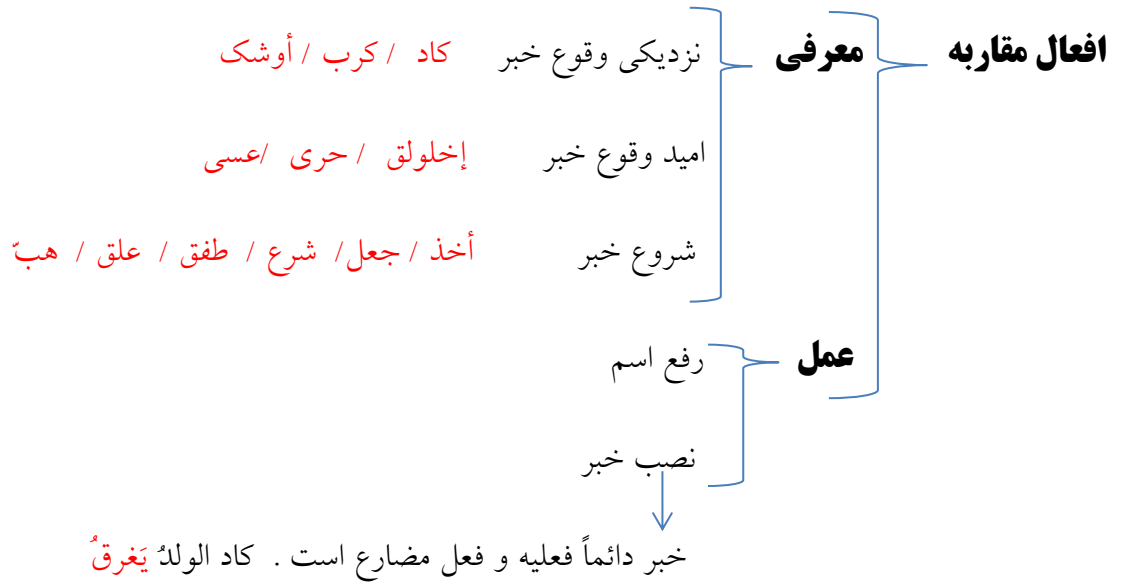 افعال مقاربه معرفی نزدیکی وقوع خبر کاد / کرب / أوشک
امید وقوع خبر إخلولق / حری /عسی
شروع خبر أخذ / جعل/ شرع / طفق / علق / هبّ
عمل رفع اسم
نصب خبر
خبر دائماً فعلیه و فعل مضارع است . کاد الولدُ یَغرقُ